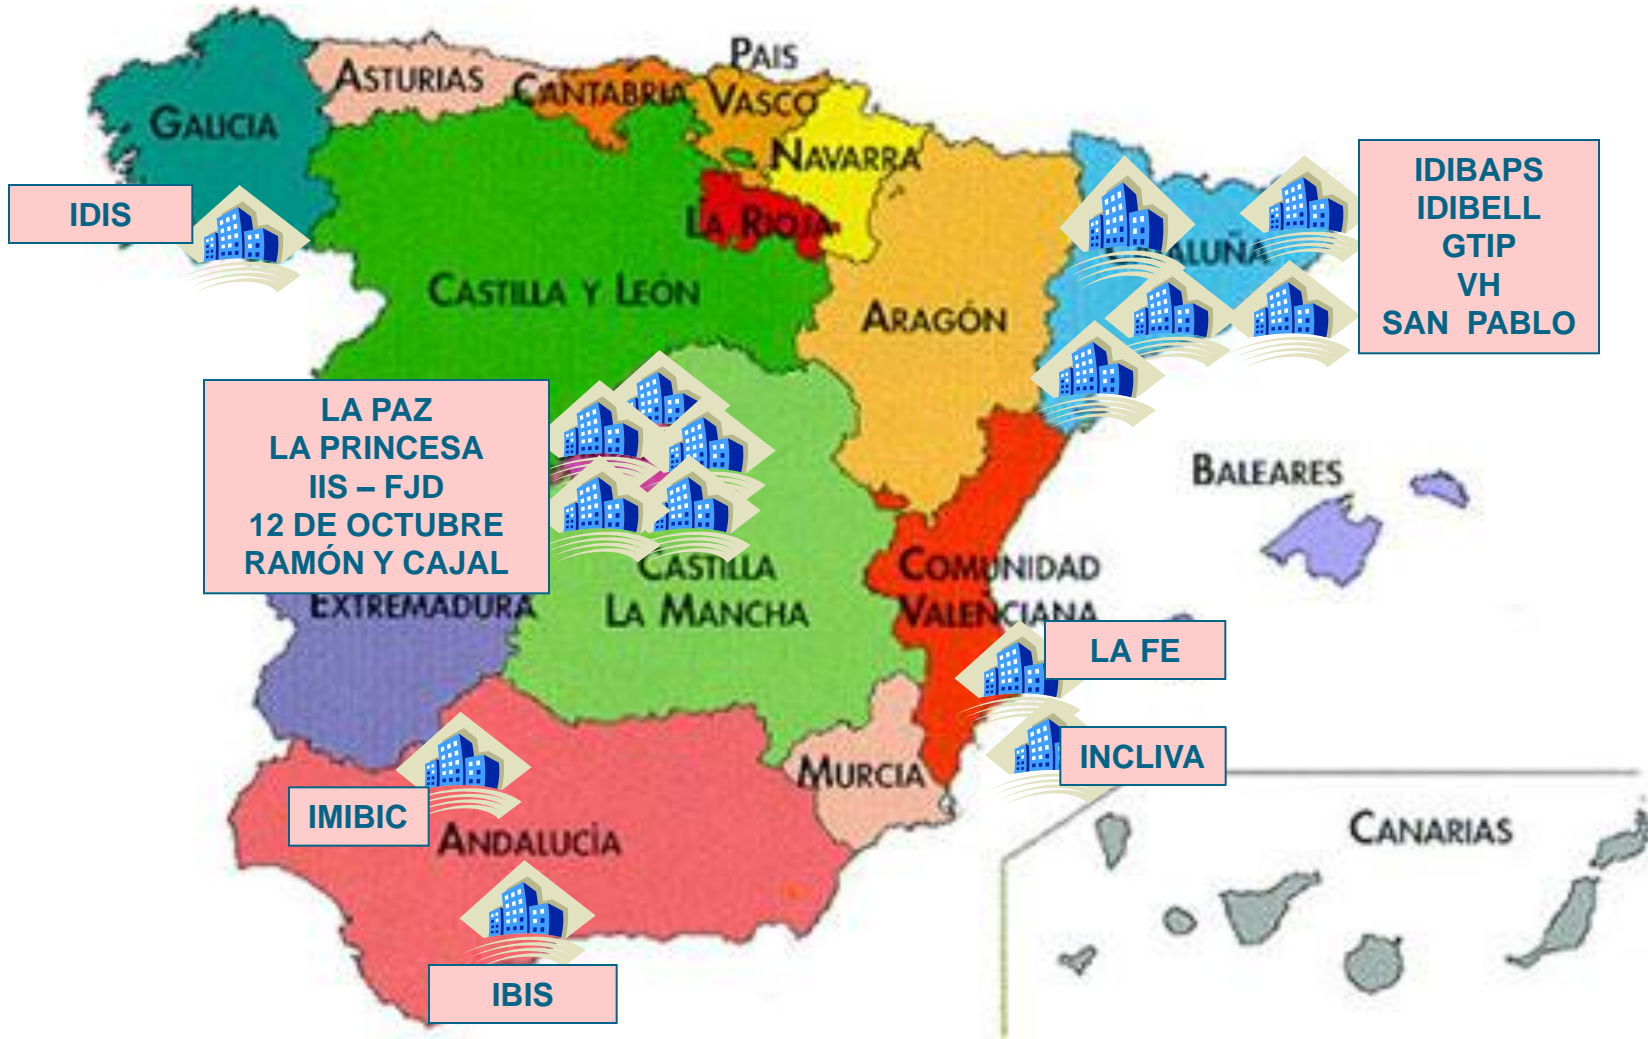 PAIS
VASCO
ASTURIAS
CANTABRIA
GALICIA
NAVARRA
IDIS
LA RIOJA
CASTILLA Y LEÓN
ARAGÓN
ALUÑA
IDIBAPS
IDIBELL
GTIP
VH
SAN PABLO
LA PAZ
LA PRINCESA
IIS – FJD
12 DE OCTUBRE
RAMÓN Y CAJAL
BALEARES
CASTILLA
LA MANCHA
COMUNIDAD
VALENCIANA
EXTREMADURA
LA FE
INCLIVA
MURCIA
IMIBIC
ANDALUCÍA
CANARIAS
IBIS